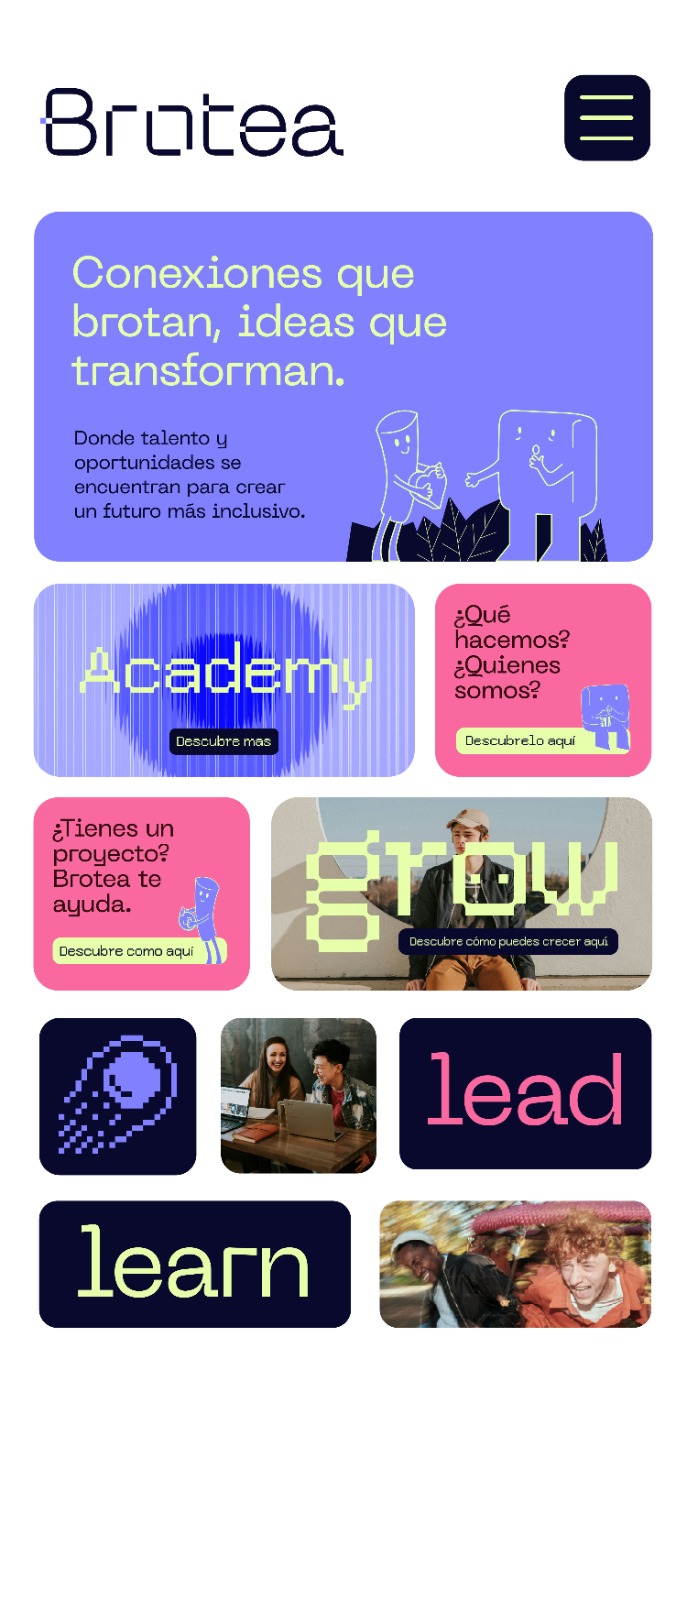 Brotea
Conexiones que
brotan, ideas que
transforman.
Donde talento y
oportunidades se
encuentran para crear
un futuro más inclusivo.
Academy
Descubre mas
¿Qué
hacemos?
¿Quienes
somos?
Descubrelo aquí
¿Tienes un
proyecto?
Brotea te
ayuda.
Descubre como aquí
grow
Descubre cómo puedes crecer aquí
lead
learn